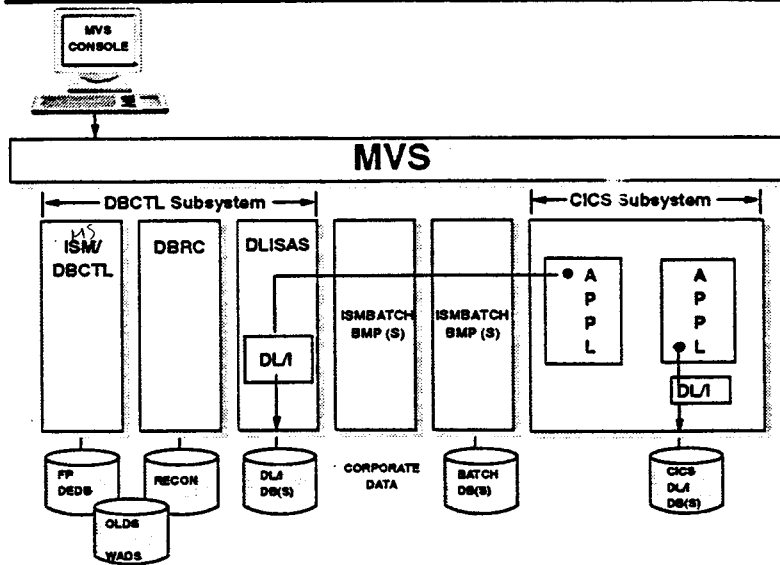 MVS
CONSOLE
MVS
DBCTL Subsystem
CICS Subsystem
MS
ISM/
DBCTL
DBRC
DLISAS
ISMBATCH
BMP (S)
ISMBATCH
BMP (S)
A
P
P
L
A
P
P
L
DL/I
DL/I
FP
DEDB
RECON
OLDS
WADS
DL/I
DB(S)
CORPORATE
DATA
BATCH
DB(S)
CICS
DL/I
DB(S)